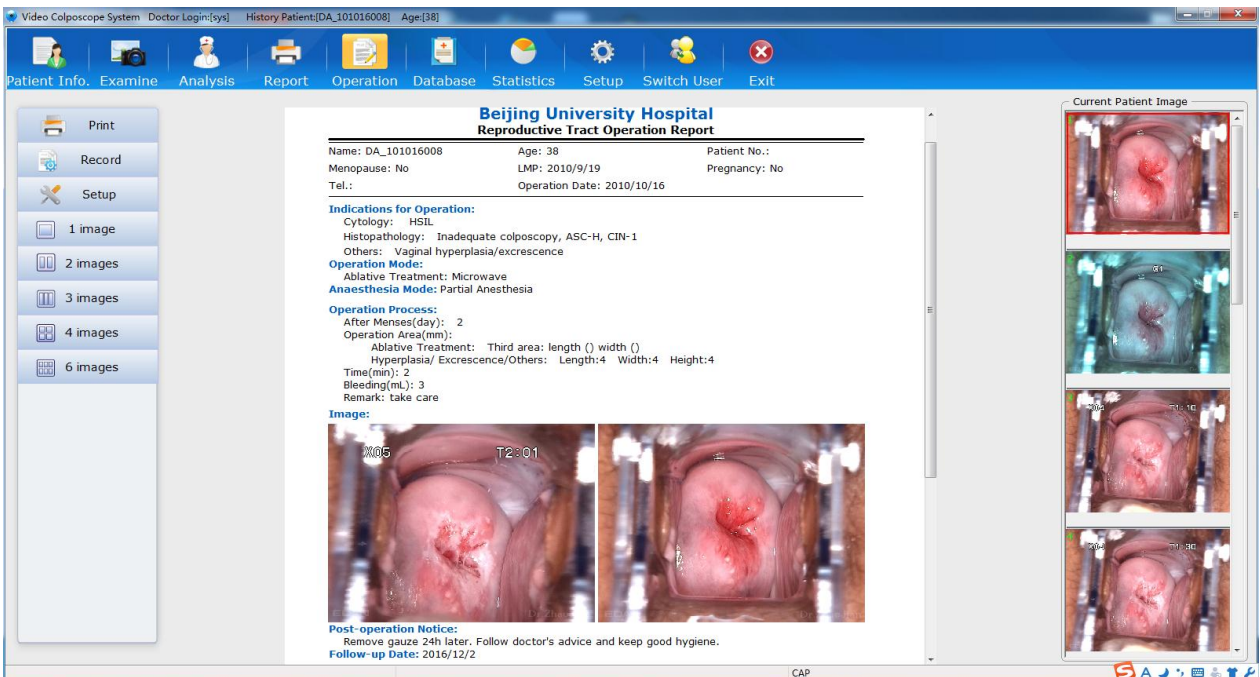 Video Colposcope System Doctor Login:[sys] History Patient:[DA_101016008] Age:[38]
Patient Info. Examine Analysis Report Operation Database Statistics Setup Switch User Exit
Print
Record
Setup
1 image
2 images
3 images
4 images
6 images
Beijing University Hospital
Reproductive Tract Operation Report
Name: DA_101016008 Age: 38 Patient No.:
Menopause: No LMP: 2010/9/19 Pregnancy: No
Tel.: Operation Date: 2010/10/16
Indications for Operation:
Cytology: HSIL
Histopathology: Inadequate colposcopy, ASC-H, CIN-1
Others: Vaginal hyperplasia/excrescence
Operation Mode:
Ablative Treatment: Microwave
Anaesthesia Mode: Partial Anesthesia
Operation Process:
After Menses(day): 2
Operation Area(mm):
Ablative Treatment: Third area: length () width ()
Hyperplasia/ Excrescence/Others: Length:4 Width:4 Height:4
Time(min): 2
Bleeding(mL): 3
Remark: take care
Image:
X05 T2:01
Post-operation Notice:
Remove gauze 24h later. Follow doctor's advice and keep good hygiene.
Follow-up Date: 2016/12/2
Current Patient Image
T1:10
T1:30
CAP